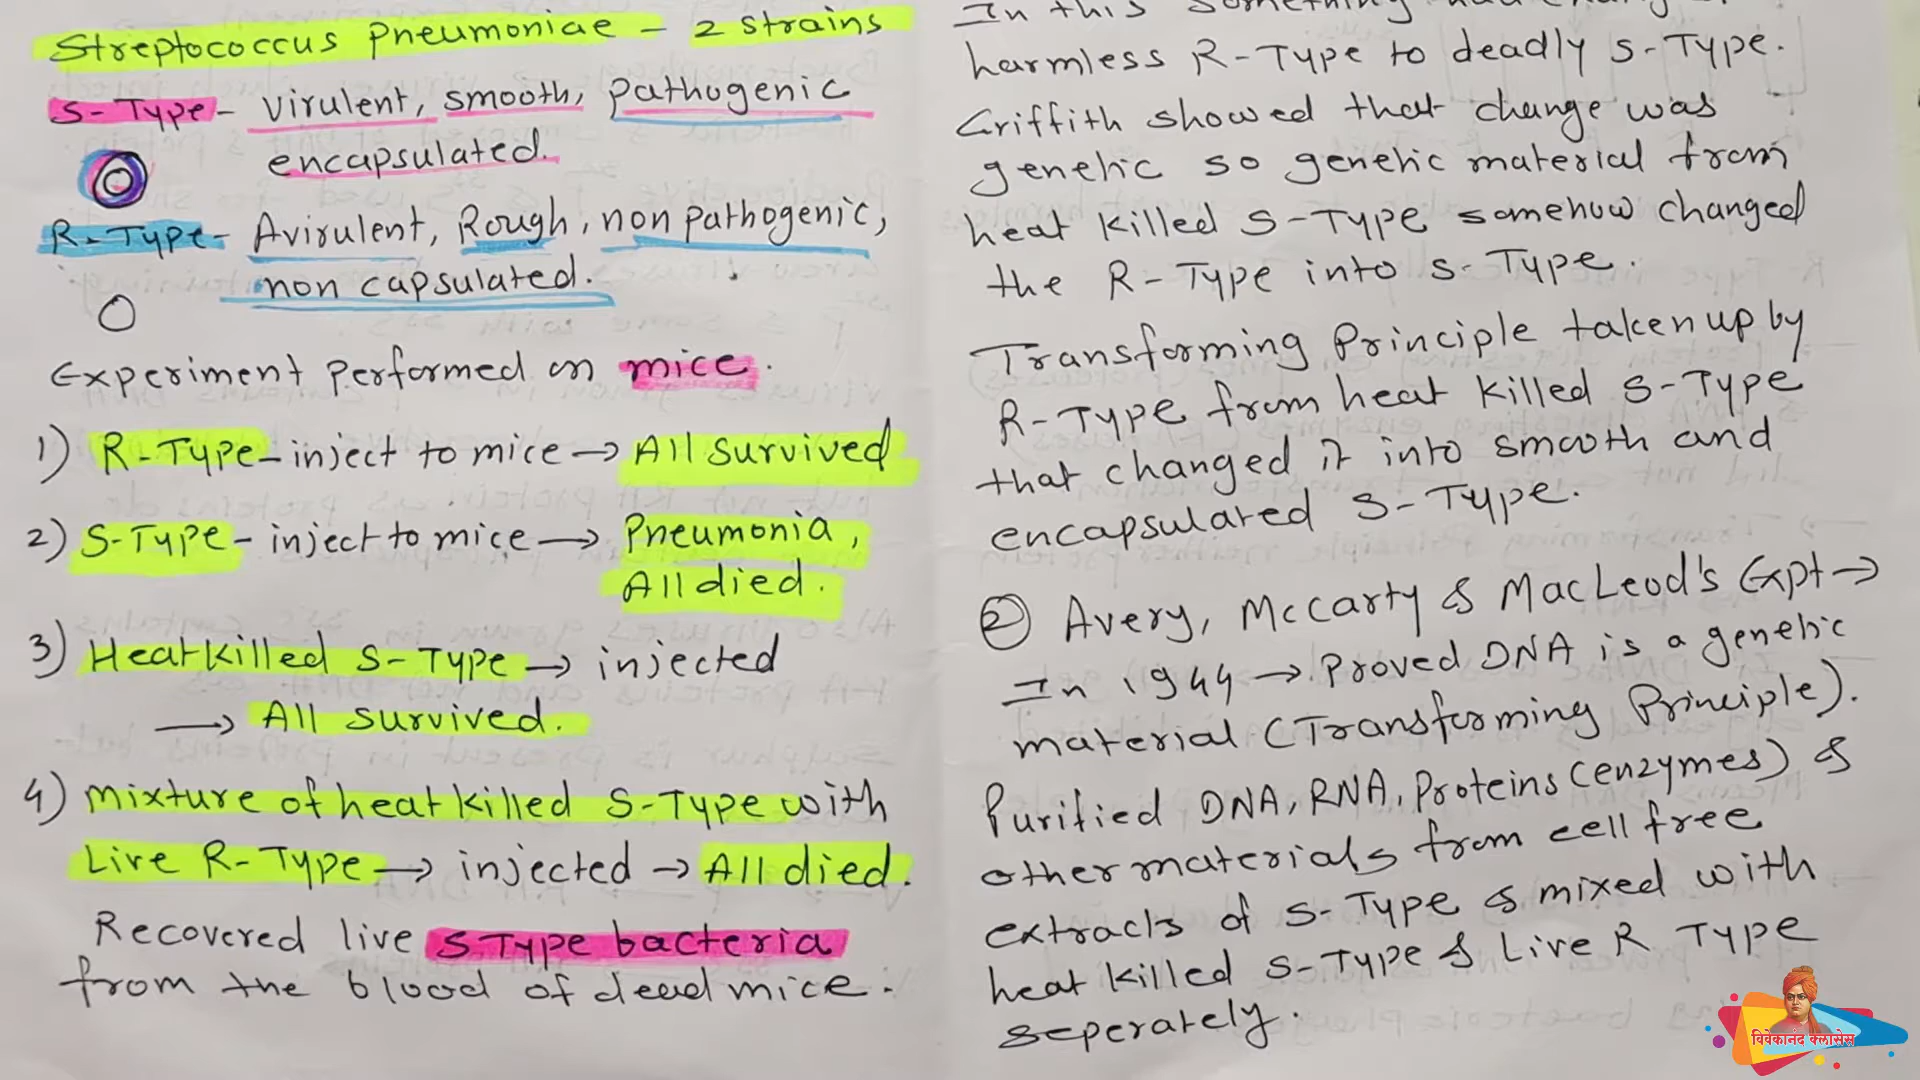 Streptococcus Pneumoniae - 2 strains
S-Type - virulent, smooth, pathogenic
encapsulated.
R-Type - Avirulent, Rough, non pathogenic,
non capsulated.
Experiment performed on mice.
1) R-Type - inject to mice → All survived
2) S-Type - inject to mice → Pneumonia,
All died.
3) Heat killed S-Type → injected
→ All survived.
4) Mixture of heat killed S-Type with
Live R-Type → injected → All died.
Recovered live S Type bacteria
from the blood of dead mice.
In this something had
harmless R-Type to deadly S-Type.
Griffith showed that change was
genetic so genetic material from
heat killed S-Type somehow changed
the R-Type into S-Type.
Transforming Principle taken up by
R-Type from heat killed S-Type
that changed it into smooth and
encapsulated S-Type.
② Avery, McCarty & MacLeod's Expt →
In 1944 → Proved DNA is a genetic
material (Transforming Principle).
Purified DNA, RNA, Proteins (enzymes) &
other materials from cell free
extracts of S-Type & mixed with
heat killed S-Type & Live R Type
seperately.
विवेकानंद क्लासेस